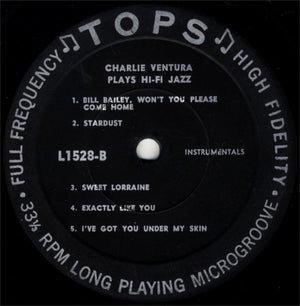 ♫ TOPS ♫
FULL FREQUENCY • HIGH FIDELITY
CHARLIE VENTURA
PLAYS HI-FI JAZZ
1. BILL BAILEY, WON'T YOU PLEASE
COME HOME
2. STARDUST
L1528-B
INSTRUMENTALS
3. SWEET LORRAINE
4. EXACTLY LIKE YOU
5. I'VE GOT YOU UNDER MY SKIN
• 33⅓ RPM LONG PLAYING MICROGROOVE •